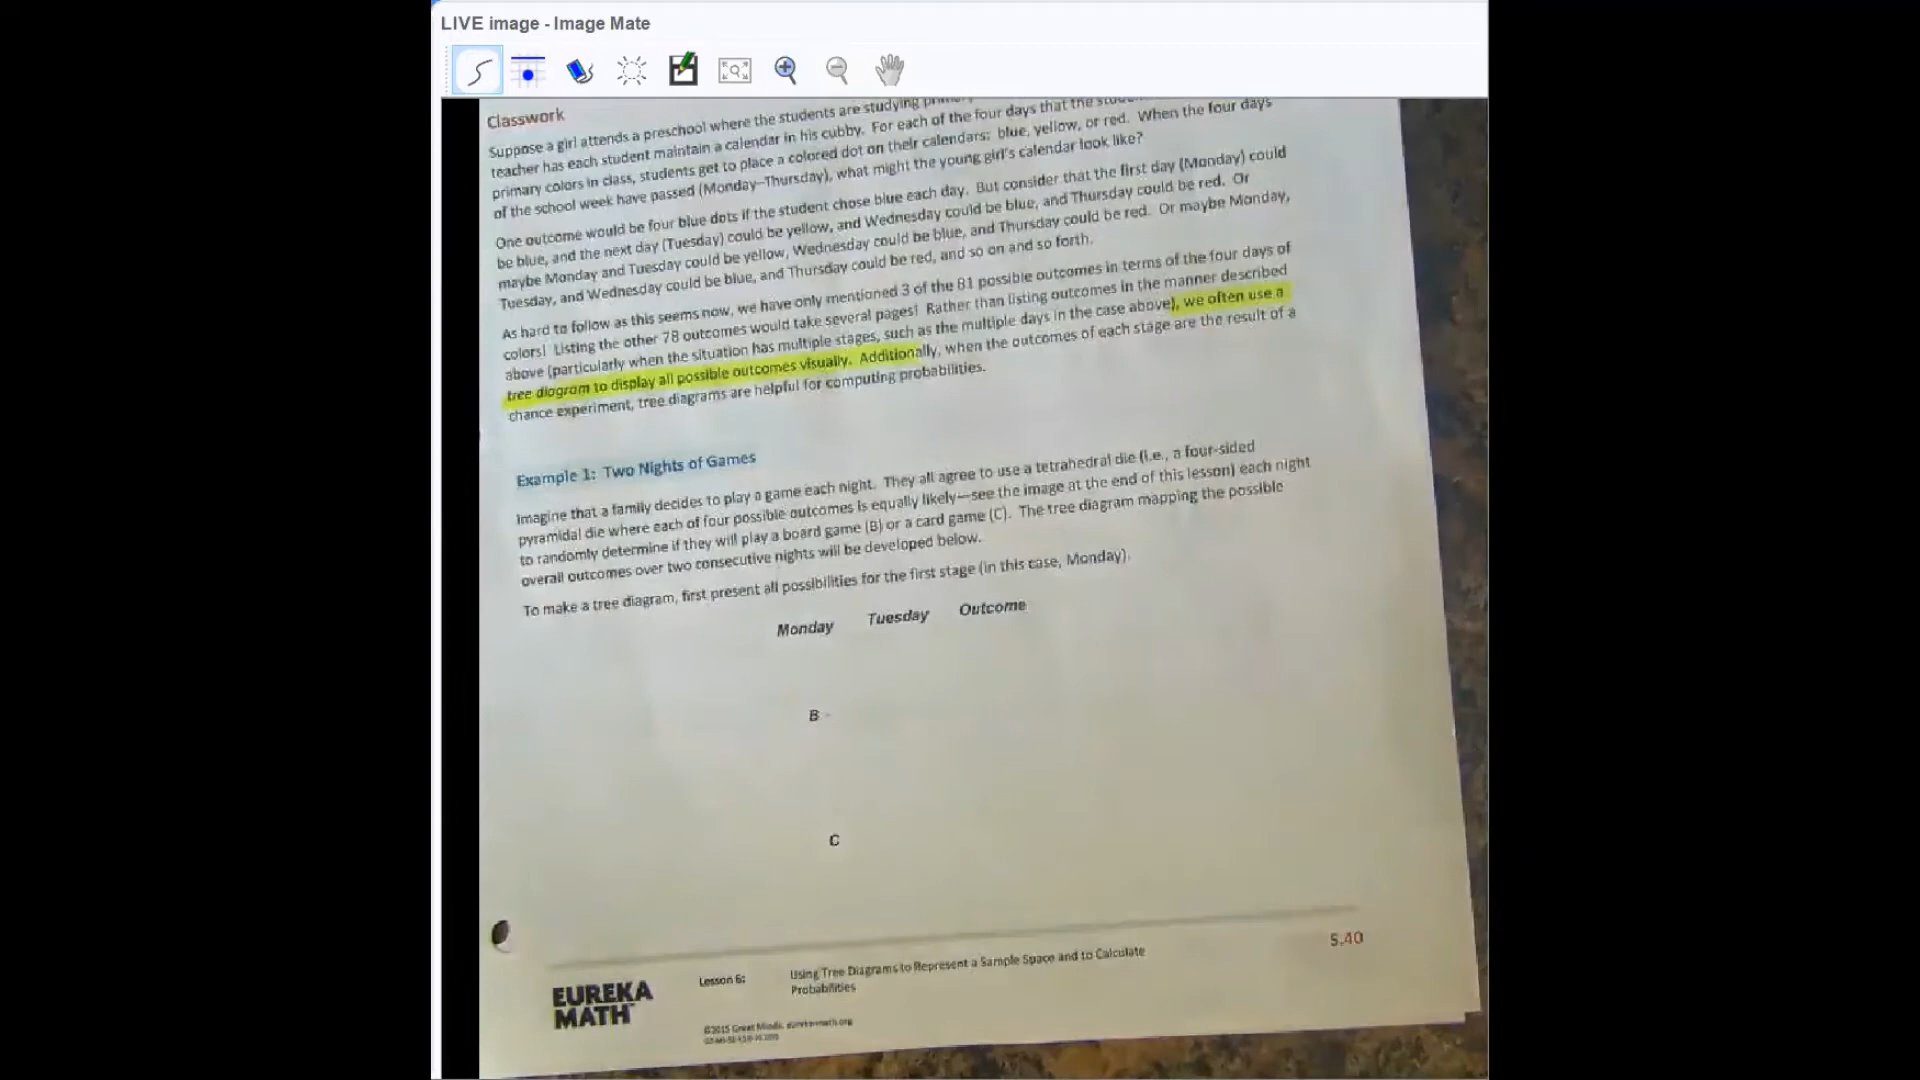 LIVE image - Image Mate
Classwork
Suppose a girl attends a preschool where the students are studying
teacher has each student maintain a calendar in his cubby. For each of the four days that the
primary colors in class, students get to place a colored dot on their calendars: blue, yellow, or red. When the four days
of the school week have passed (Monday–Thursday), what might the young girl's calendar look like?
One outcome would be four blue dots if the student chose blue each day. But consider that the first day (Monday) could
be blue, and the next day (Tuesday) could be yellow, and Wednesday could be blue, and Thursday could be red. Or
maybe Monday and Tuesday could be yellow, Wednesday could be blue, and Thursday could be red. Or maybe Monday,
Tuesday, and Wednesday could be blue, and Thursday could be red, and so on and so forth.
As hard to follow as this seems now, we have only mentioned 3 of the 81 possible outcomes in terms of the four days of
colors! Listing the other 78 outcomes would take several pages! Rather than listing outcomes in the manner described
above (particularly when the situation has multiple stages, such as the multiple days in the case above), we often use a
tree diagram to display all possible outcomes visually. Additionally, when the outcomes of each stage are the result of a
chance experiment, tree diagrams are helpful for computing probabilities.
Example 1: Two Nights of Games
Imagine that a family decides to play a game each night. They all agree to use a tetrahedral die (i.e., a four-sided
pyramidal die where each of four possible outcomes is equally likely—see the image at the end of this lesson) each night
to randomly determine if they will play a board game (B) or a card game (C). The tree diagram mapping the possible
overall outcomes over two consecutive nights will be developed below.
To make a tree diagram, first present all possibilities for the first stage (in this case, Monday).
Monday Tuesday Outcome
B
C
S.40
EUREKA
MATH™
Lesson 6: Using Tree Diagrams to Represent a Sample Space and to Calculate
Probabilities
©2015 Great Minds. eureka-math.org